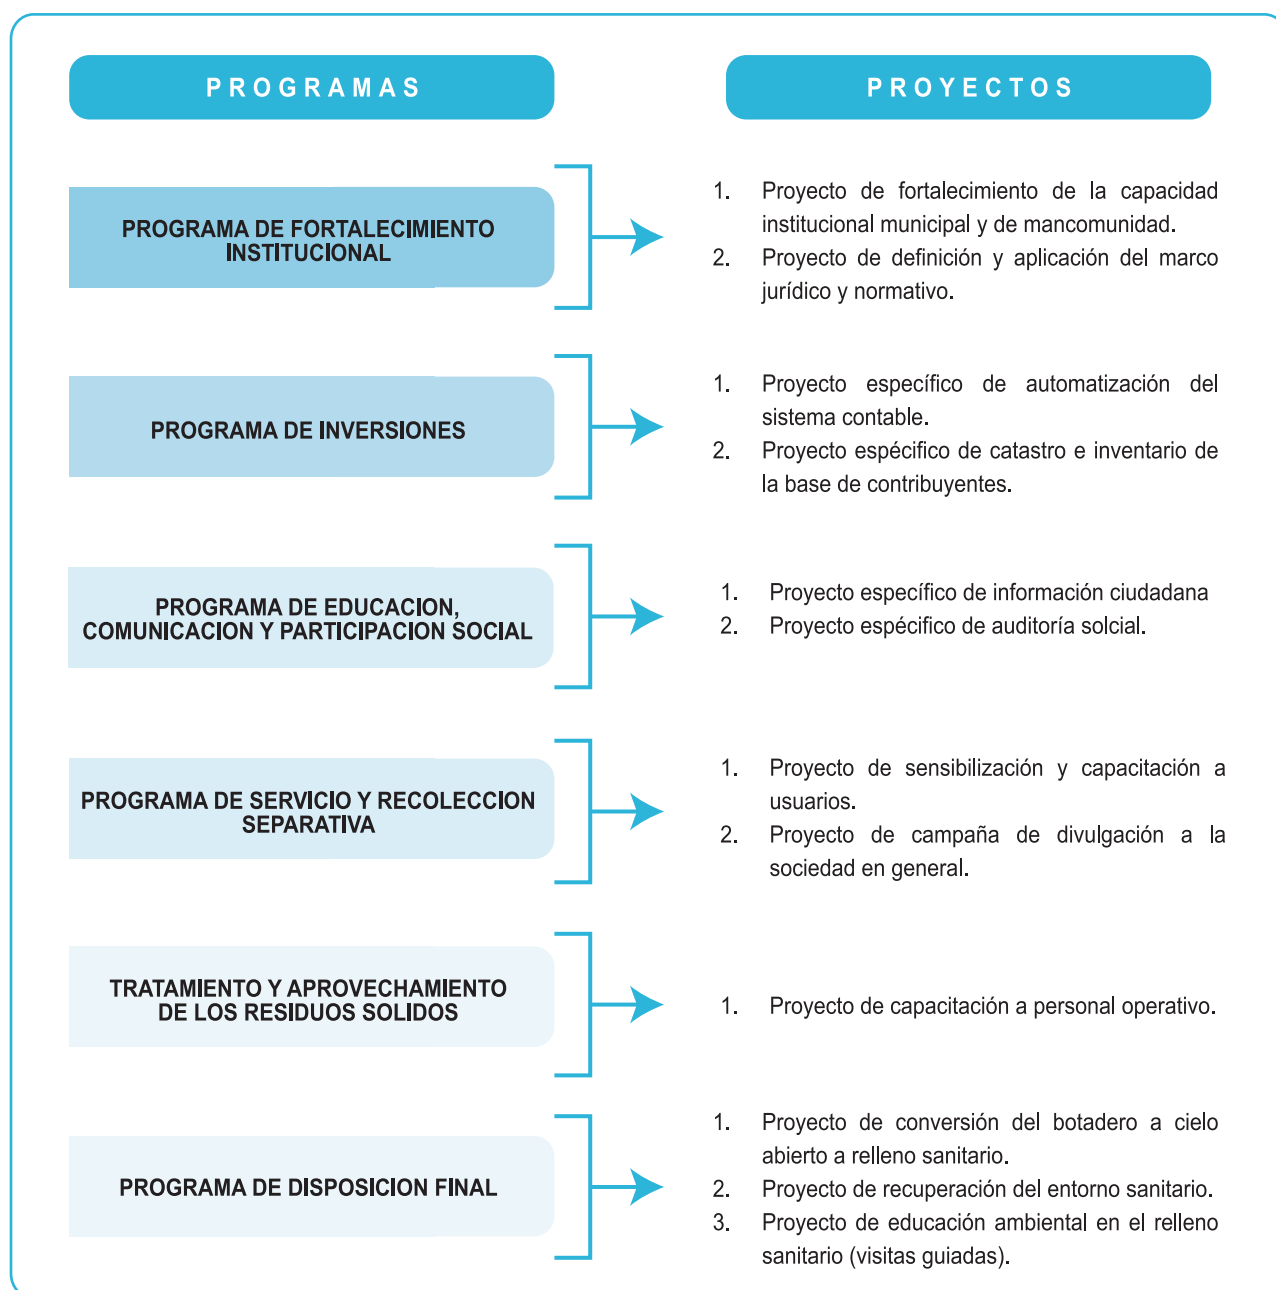 PROGRAMAS
PROYECTOS
PROGRAMA DE FORTALECIMIENTO
INSTITUCIONAL
1. Proyecto de fortalecimiento de la capacidad
institucional municipal y de mancomunidad.
2. Proyecto de definición y aplicación del marco
jurídico y normativo.
PROGRAMA DE INVERSIONES
1. Proyecto específico de automatización del
sistema contable.
2. Proyecto espécifico de catastro e inventario de
la base de contribuyentes.
PROGRAMA DE EDUCACION,
COMUNICACION Y PARTICIPACION SOCIAL
1. Proyecto específico de información ciudadana
2. Proyecto espécifico de auditoría solcial.
PROGRAMA DE SERVICIO Y RECOLECCION
SEPARATIVA
1. Proyecto de sensibilización y capacitación a
usuarios.
2. Proyecto de campaña de divulgación a la
sociedad en general.
TRATAMIENTO Y APROVECHAMIENTO
DE LOS RESIDUOS SOLIDOS
1. Proyecto de capacitación a personal operativo.
PROGRAMA DE DISPOSICION FINAL
1. Proyecto de conversión del botadero a cielo
abierto a relleno sanitario.
2. Proyecto de recuperación del entorno sanitario.
3. Proyecto de educación ambiental en el relleno
sanitario (visitas guiadas).